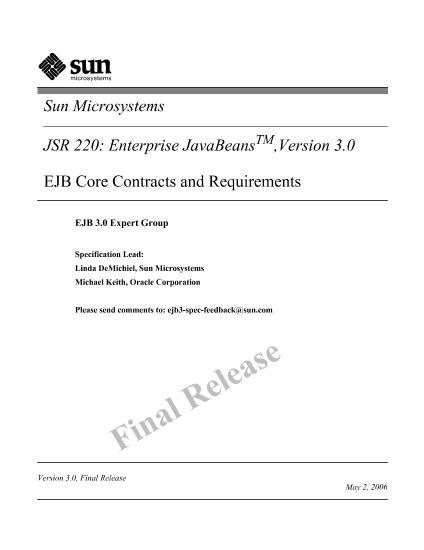 sun
microsystems
Sun Microsystems
JSR 220: Enterprise JavaBeansTM,Version 3.0
EJB Core Contracts and Requirements
EJB 3.0 Expert Group
Specification Lead:
Linda DeMichiel, Sun Microsystems
Michael Keith, Oracle Corporation
Please send comments to: ejb3-spec-feedback@sun.com
Final Release
Version 3.0, Final Release
May 2, 2006